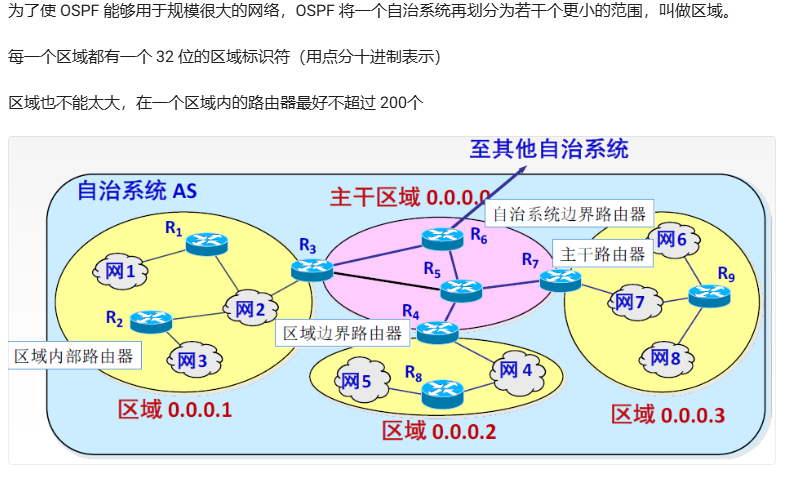 为了使 OSPF 能够用于规模很大的网络，OSPF 将一个自治系统再划分为若干个更小的范围，叫做区域。
每一个区域都有一个 32 位的区域标识符（用点分十进制表示）
区域也不能太大，在一个区域内的路由器最好不超过 200个
至其他自治系统
自治系统 AS
主干区域 0.0.0.0
自治系统边界路由器
R1
R3
R6
主干路由器
网6
网1
R5
R7
R9
R2
网2
R4
网7
区域边界路由器
区域内部路由器
网3
网5
R8
网4
网8
区域 0.0.0.1
区域 0.0.0.2
区域 0.0.0.3